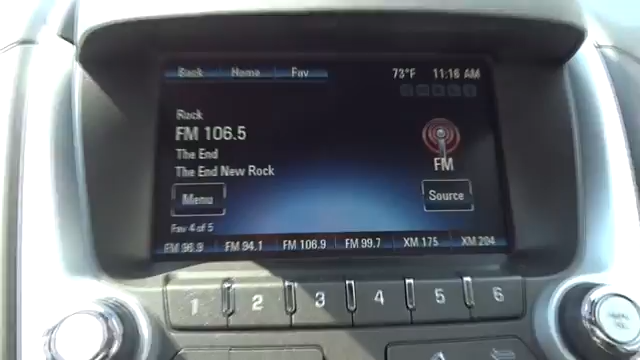 Back Home Fav 73°F 11:16 AM
Rock
FM 106.5
The End
The End New Rock
FM
Menu
Source
Fav 4 of 5
FM 96.9 FM 94.1 FM 106.9 FM 99.7 XM 175 XM 204
1 2 3 4 5 6